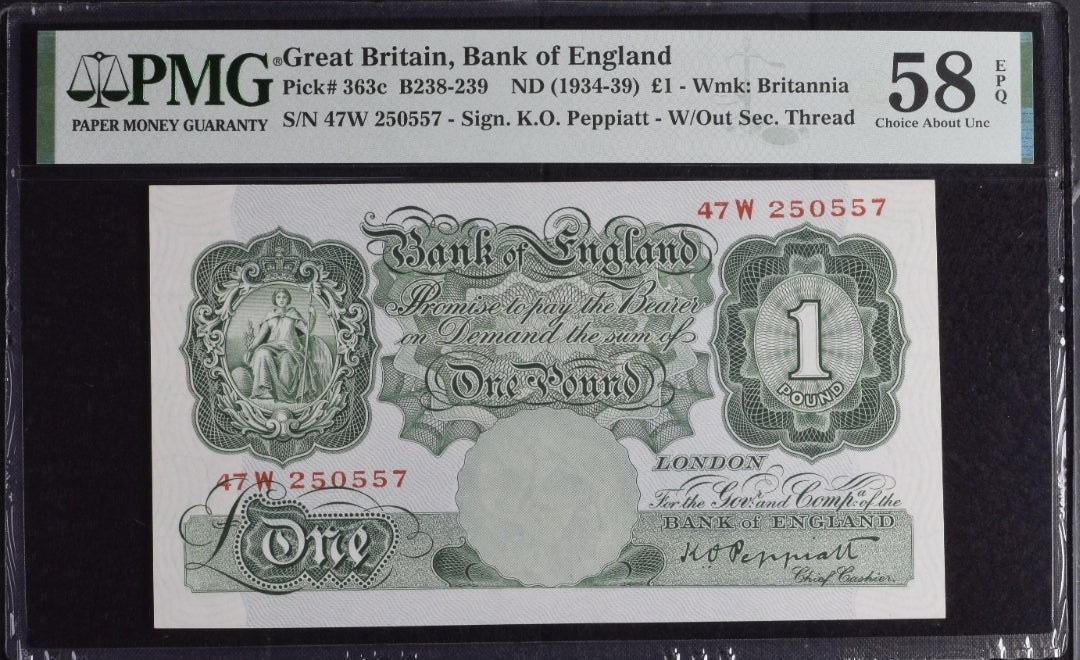 PMG®
PAPER MONEY GUARANTY
Great Britain, Bank of England
Pick# 363c B238-239 ND (1934-39) £1 - Wmk: Britannia
S/N 47W 250557 - Sign. K.O. Peppiatt - W/Out Sec. Thread
58
EPQ
Choice About Unc
47W 250557
Bank of England
Promise to pay the Bearer
on Demand the sum of
One Pound
1
POUND
47W 250557
£One
LONDON
For the Govr. and Compa. of the
BANK of ENGLAND
K.O Peppiatt
Chief Cashier.